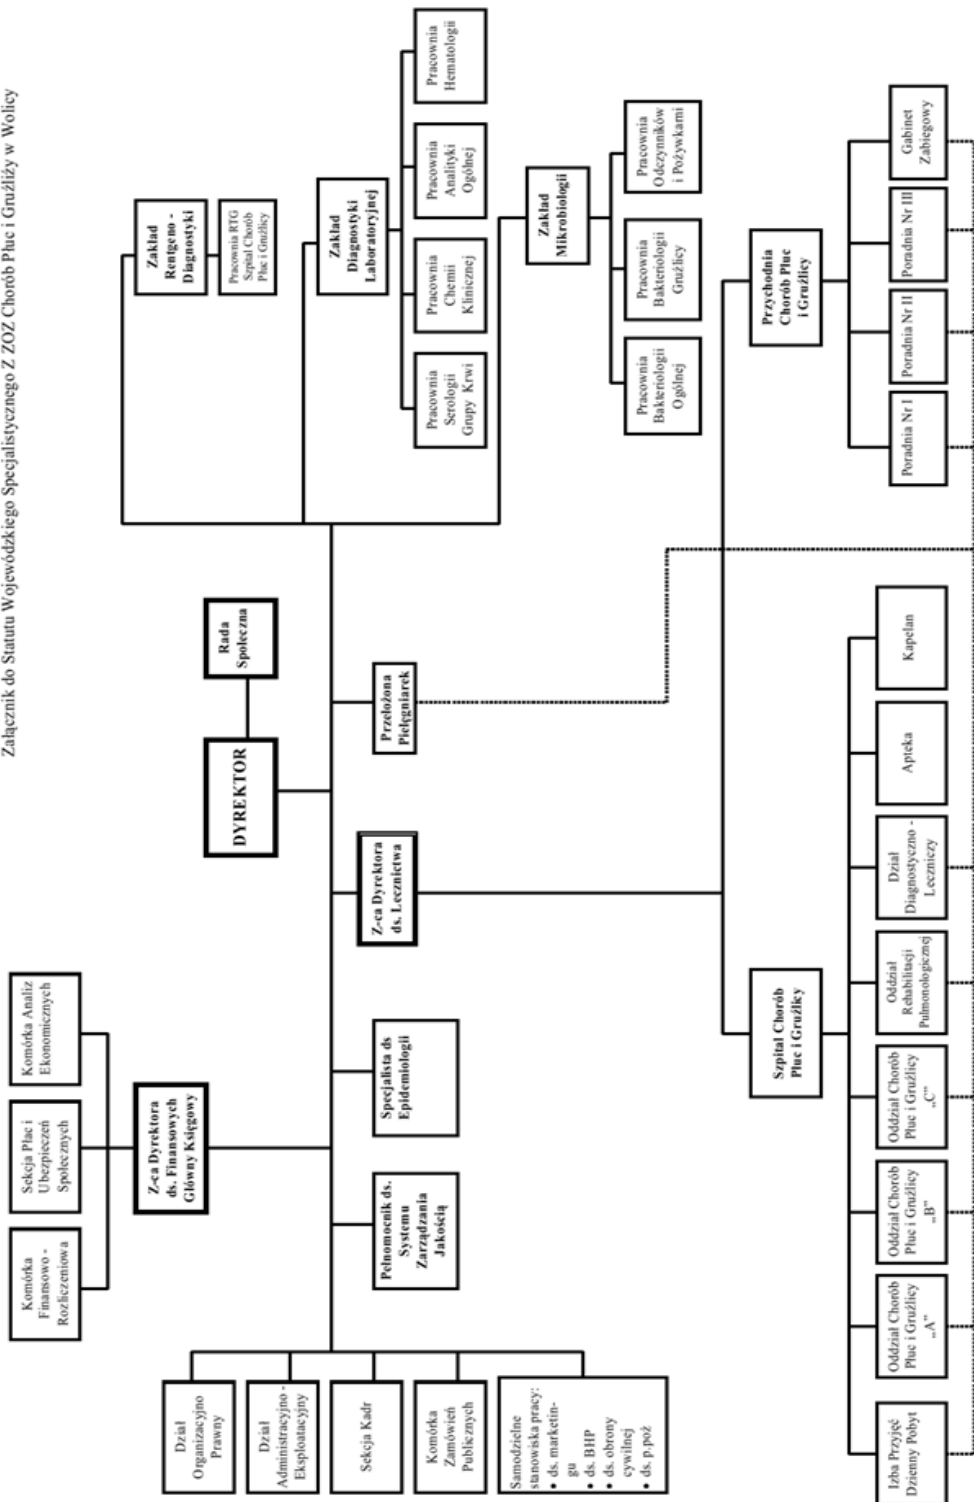 Załącznik do Statutu Wojewódzkiego Specjalistycznego Z ZOZ Chorób Płuc i Gruźliży w Wolicy
Komórka
Finansowo -
Rozliczeniowa
Sekcja Płac i
Ubezpieczeń
Społecznych
Komórka Analiz
Ekonomicznych
Z-ca Dyrektora
ds. Finansowych
Główny Księgowy
DYREKTOR
Rada
Społeczna
Zakład
Rentgeno -
Diagnostyki
Pracownia RTG
Szpital Chorób
Płuc i Gruźlicy
Zakład
Diagnostyki
Laboratoryjnej
Pracownia
Serologii
Grupy Krwi
Pracownia
Chemii
Klinicznej
Pracownia
Analityki
Ogólnej
Pracownia
Hematologii
Zakład
Mikrobiologii
Pracownia
Bakteriologii
Ogólnej
Pracownia
Bakteriologii
Gruźlicy
Pracownia
Odczynników
i Pożywkarni
Dział
Organizacyjno
Prawny
Dział
Administracyjno -
Eksploatacyjny
Sekcja Kadr
Komórka
Zamówień
Publicznych
Samodzielne
stanowiska pracy:
• ds. marketin-
gu
• ds. BHP
• ds. obrony
cywilnej
• ds. p.poż
Pełnomocnik ds.
Systemu
Zarządzania
Jakością
Specjalista ds
Epidemiologii
Z-ca Dyrektora
ds. Lecznictwa
Przełożona
Pielęgniarek
Szpital Chorób
Płuc i Gruźlicy
Przychodnia
Chorób Płuc
i Gruźlicy
Izba Przyjęć
Dzienny Pobyt
Oddział Chorób
Płuc i Gruźlicy
„A”
Oddział Chorób
Płuc i Gruźlicy
„B”
Oddział Chorób
Płuc i Gruźlicy
„C”
Oddział
Rehabilitacji
Pulmonologicznej
Dział
Diagnostyczno -
Leczniczy
Apteka
Kapelan
Poradnia Nr I
Poradnia Nr II
Poradnia Nr III
Gabinet
Zabiegowy